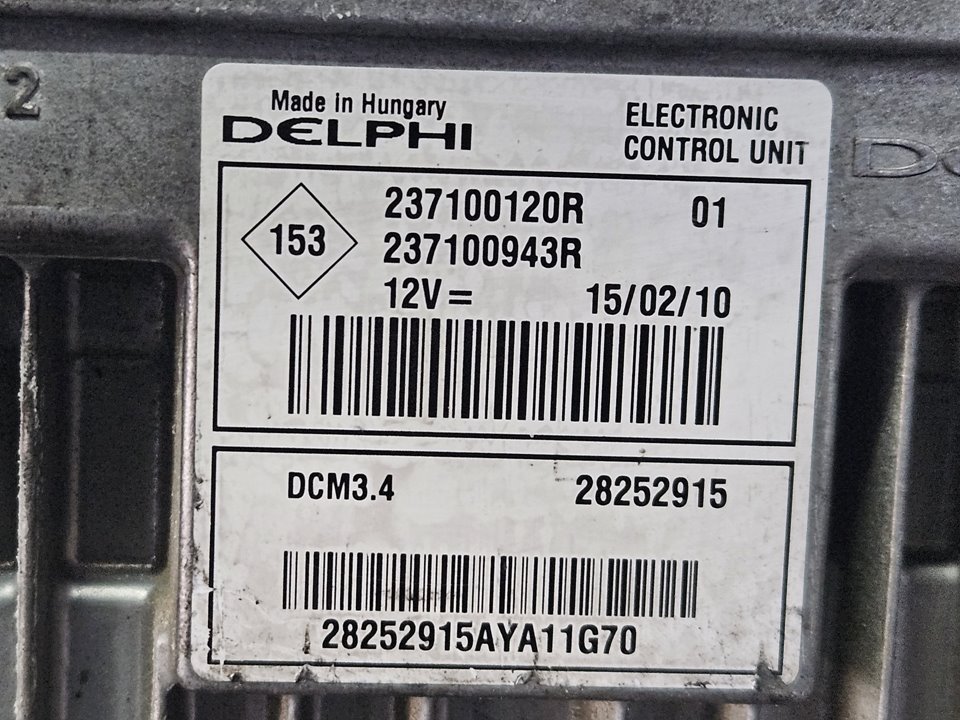 2
Made in Hungary
DELPHI
ELECTRONIC
CONTROL UNIT
153
237100120R 01
237100943R
12V= 15/02/10
DCM3.4 28252915
28252915AYA11G70